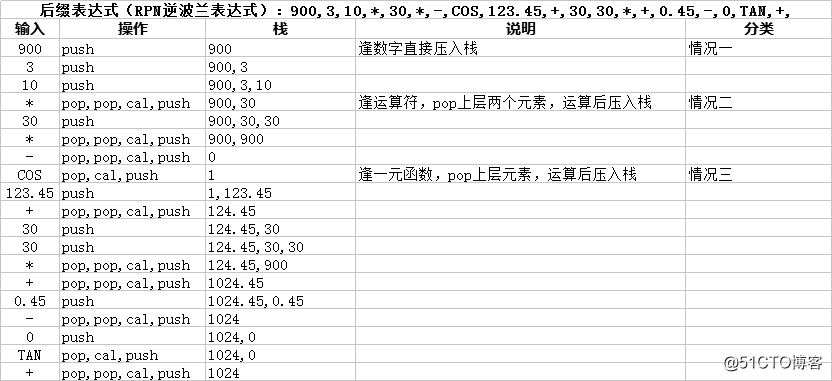 后缀表达式（RPN逆波兰表达式）：900,3,10,*,30,*,-,COS,123.45,+,30,30,*,+,0.45,-,0,TAN,+,
输入 操作 栈 说明 分类
900 push 900 逢数字直接压入栈 情况一
3 push 900,3
10 push 900,3,10
* pop,pop,cal,push 900,30 逢运算符，pop上层两个元素，运算后压入栈 情况二
30 push 900,30,30
* pop,pop,cal,push 900,900
- pop,pop,cal,push 0
COS pop,cal,push 1 逢一元函数，pop上层元素，运算后压入栈 情况三
123.45 push 1,123.45
+ pop,pop,cal,push 124.45
30 push 124.45,30
30 push 124.45,30,30
* pop,pop,cal,push 124.45,900
+ pop,pop,cal,push 1024.45
0.45 push 1024.45,0.45
- pop,pop,cal,push 1024
0 push 1024,0
TAN pop,cal,push 1024,0
+ pop,pop,cal,push 1024
@51CTO博客